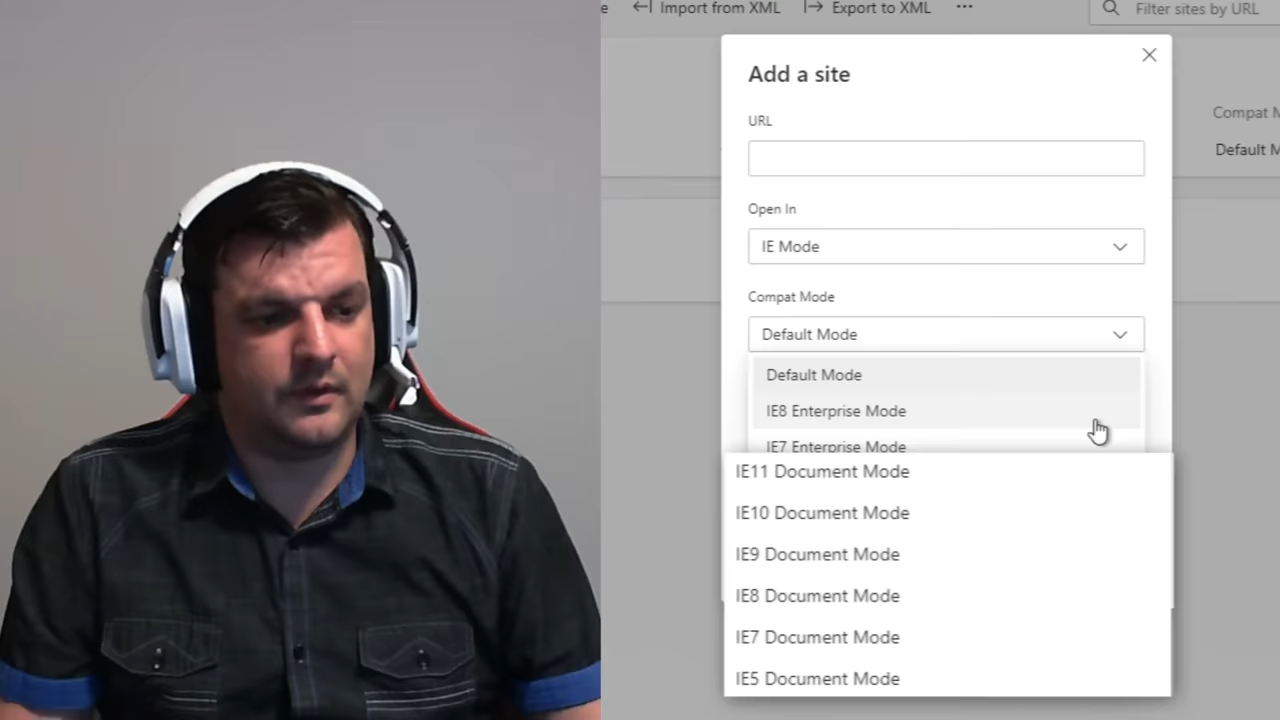 e Import from XML Export to XML ... Filter sites by URL
Add a site
URL
Compat M
Default M
Open In
IE Mode
Compat Mode
Default Mode
Default Mode
IE8 Enterprise Mode
IE7 Enterprise Mode
IE11 Document Mode
IE10 Document Mode
IE9 Document Mode
IE8 Document Mode
IE7 Document Mode
IE5 Document Mode